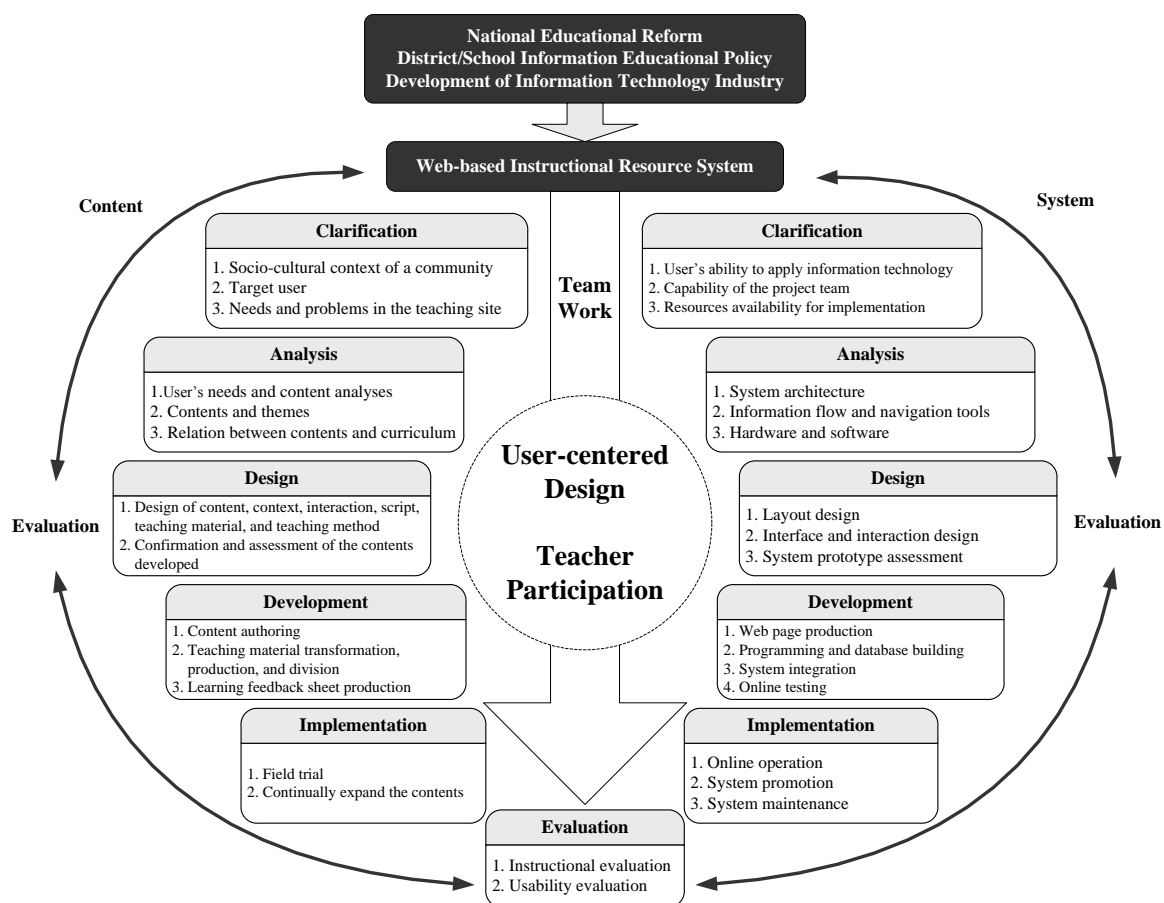 National Educational Reform
District/School Information Educational Policy
Development of Information Technology Industry
Web-based Instructional Resource System
Content
System
Clarification
1. Socio-cultural context of a community
2. Target user
3. Needs and problems in the teaching site
Team
Work
Clarification
1. User's ability to apply information technology
2. Capability of the project team
3. Resources availability for implementation
Analysis
1.User's needs and content analyses
2. Contents and themes
3. Relation between contents and curriculum
Analysis
1. System architecture
2. Information flow and navigation tools
3. Hardware and software
User-centered
Design
Teacher
Participation
Evaluation
Design
1. Design of content, context, interaction, script,
teaching material, and teaching method
2. Confirmation and assessment of the contents
developed
Design
1. Layout design
2. Interface and interaction design
3. System prototype assessment
Evaluation
Development
1. Content authoring
2. Teaching material transformation,
production, and division
3. Learning feedback sheet production
Development
1. Web page production
2. Programming and database building
3. System integration
4. Online testing
Implementation
1. Field trial
2. Continually expand the contents
Implementation
1. Online operation
2. System promotion
3. System maintenance
Evaluation
1. Instructional evaluation
2. Usability evaluation